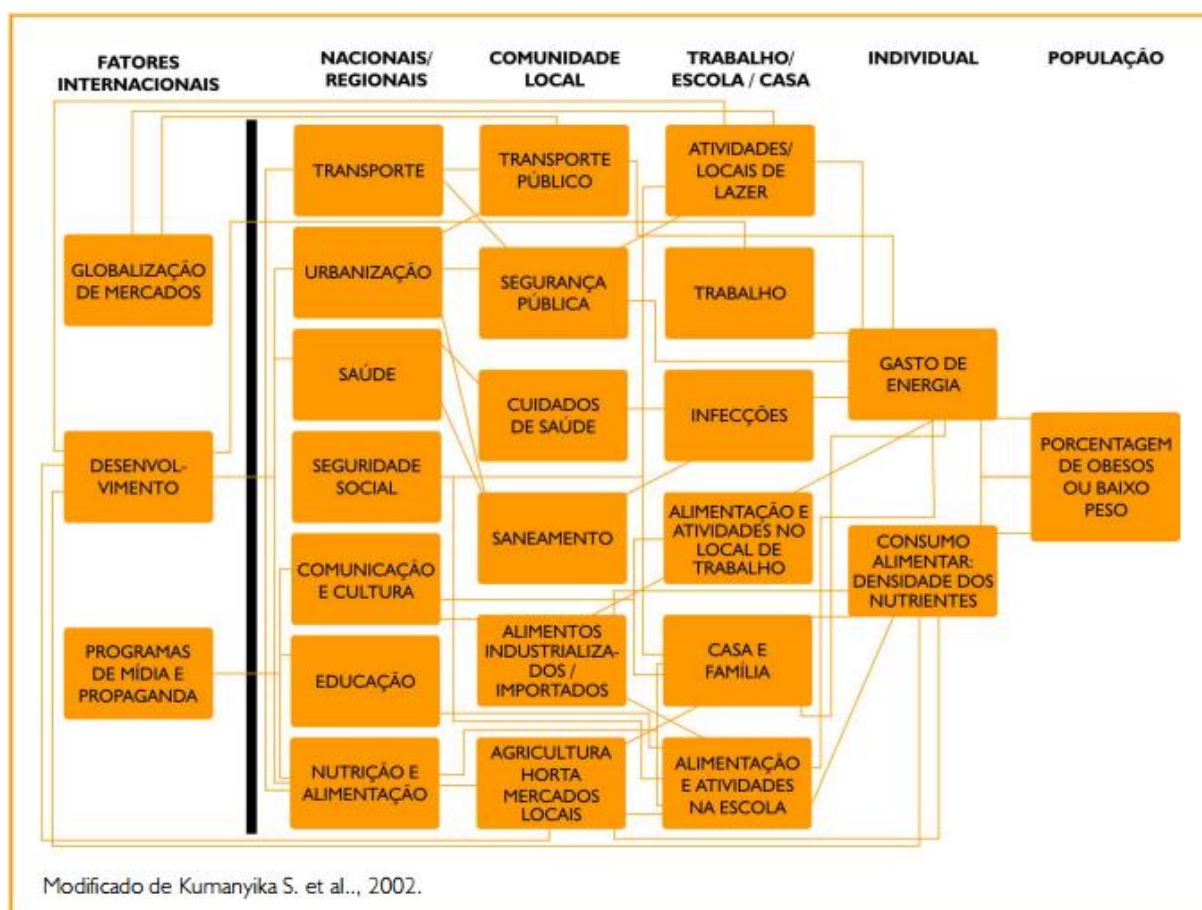 FATORES
INTERNACIONAIS
NACIONAIS/
REGIONAIS
COMUNIDADE
LOCAL
TRABALHO/
ESCOLA / CASA
INDIVIDUAL
POPULAÇÃO
GLOBALIZAÇÃO
DE MERCADOS
DESENVOL-
VIMENTO
PROGRAMAS
DE MÍDIA E
PROPAGANDA
TRANSPORTE
URBANIZAÇÃO
SAÚDE
SEGURIDADE
SOCIAL
COMUNICAÇÃO
E CULTURA
EDUCAÇÃO
NUTRIÇÃO E
ALIMENTAÇÃO
TRANSPORTE
PÚBLICO
SEGURANÇA
PÚBLICA
CUIDADOS
DE SAÚDE
SANEAMENTO
ALIMENTOS
INDUSTRIALIZA-
DOS /
IMPORTADOS
AGRICULTURA
HORTA
MERCADOS
LOCAIS
ATIVIDADES/
LOCAIS DE
LAZER
TRABALHO
INFECÇÕES
ALIMENTAÇÃO E
ATIVIDADES NO
LOCAL DE
TRABALHO
CASA E
FAMÍLIA
ALIMENTAÇÃO
E ATIVIDADES
NA ESCOLA
GASTO DE
ENERGIA
CONSUMO
ALIMENTAR:
DENSIDADE DOS
NUTRIENTES
PORCENTAGEM
DE OBESOS
OU BAIXO
PESO
Modificado de Kumanyika S. et al.., 2002.